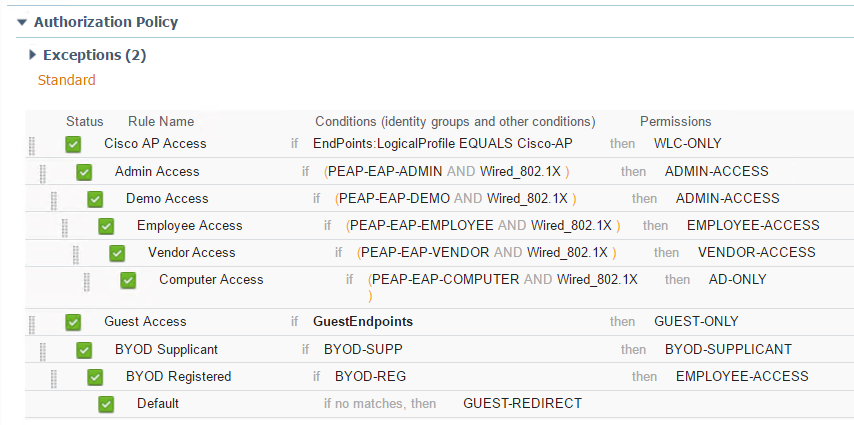 Authorization Policy
Exceptions (2)
Standard
Status Rule Name Conditions (identity groups and other conditions) Permissions
Cisco AP Access if EndPoints:LogicalProfile EQUALS Cisco-AP then WLC-ONLY
Admin Access if (PEAP-EAP-ADMIN AND Wired_802.1X ) then ADMIN-ACCESS
Demo Access if (PEAP-EAP-DEMO AND Wired_802.1X ) then ADMIN-ACCESS
Employee Access if (PEAP-EAP-EMPLOYEE AND Wired_802.1X ) then EMPLOYEE-ACCESS
Vendor Access if (PEAP-EAP-VENDOR AND Wired_802.1X ) then VENDOR-ACCESS
Computer Access if (PEAP-EAP-COMPUTER AND Wired_802.1X then AD-ONLY
)
Guest Access if GuestEndpoints then GUEST-ONLY
BYOD Supplicant if BYOD-SUPP then BYOD-SUPPLICANT
BYOD Registered if BYOD-REG then EMPLOYEE-ACCESS
Default if no matches, then GUEST-REDIRECT